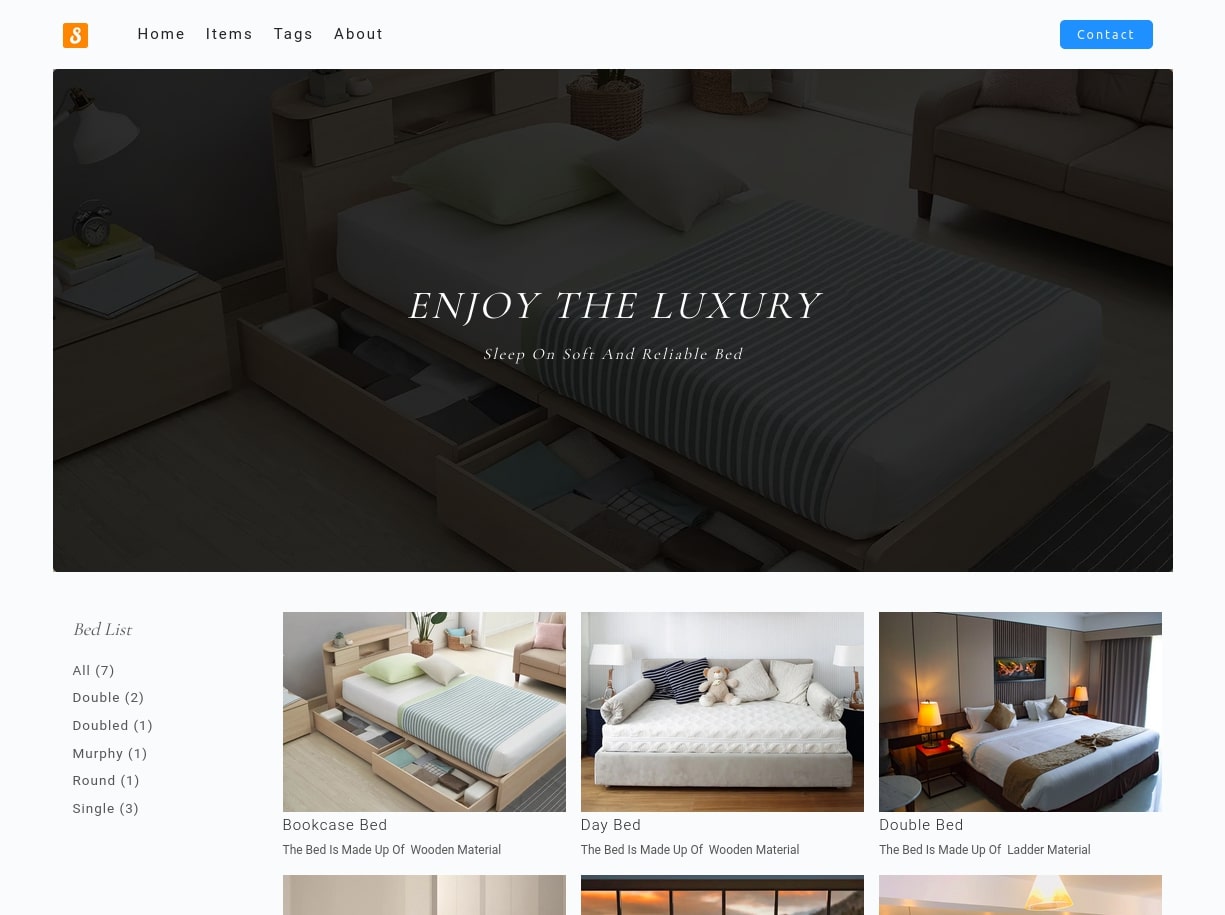 S
Home Items Tags About
Contact
ENJOY THE LUXURY
Sleep On Soft And Reliable Bed
Bed List
All (7)
Double (2)
Doubled (1)
Murphy (1)
Round (1)
Single (3)
Bookcase Bed
The Bed Is Made Up Of Wooden Material
Day Bed
The Bed Is Made Up Of Wooden Material
Double Bed
The Bed Is Made Up Of Ladder Material